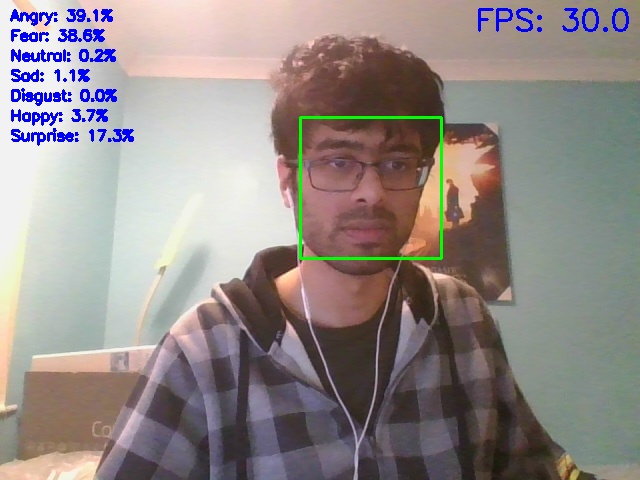 Angry: 39.1%
Fear: 38.6%
Neutral: 0.2%
Sad: 1.1%
Disgust: 0.0%
Happy: 3.7%
Surprise: 17.3%
FPS: 30.0